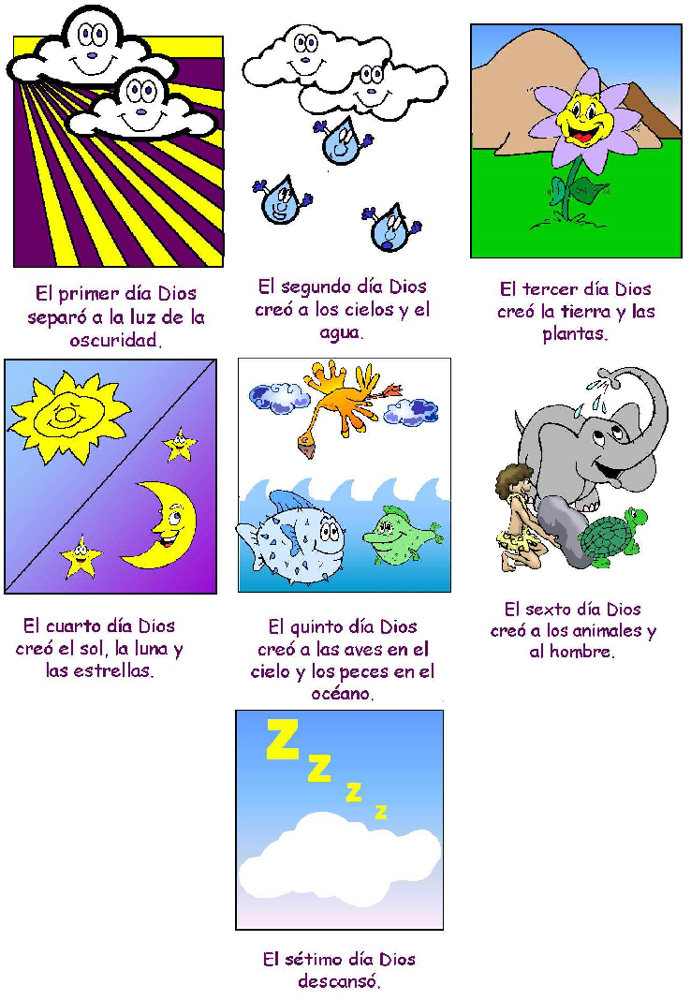 El primer día Dios
separó a la luz de la
oscuridad.
El segundo día Dios
creó a los cielos y el
agua.
El tercer día Dios
creó la tierra y las
plantas.
El cuarto día Dios
creó el sol, la luna y
las estrellas.
El quinto día Dios
creó a las aves en el
cielo y los peces en el
océano.
El sexto día Dios
creó a los animales y
al hombre.
Z
Z
Z
Z
El sétimo día Dios
descansó.